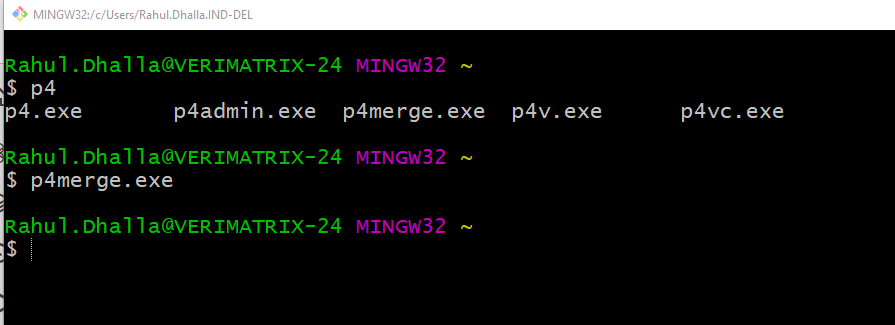 MINGW32:/c/Users/Rahul.Dhalla.IND-DEL
Rahul.Dhalla@VERIMATRIX-24 MINGW32 ~
$ p4
p4.exe p4admin.exe p4merge.exe p4v.exe p4vc.exe
Rahul.Dhalla@VERIMATRIX-24 MINGW32 ~
$ p4merge.exe
Rahul.Dhalla@VERIMATRIX-24 MINGW32 ~
$